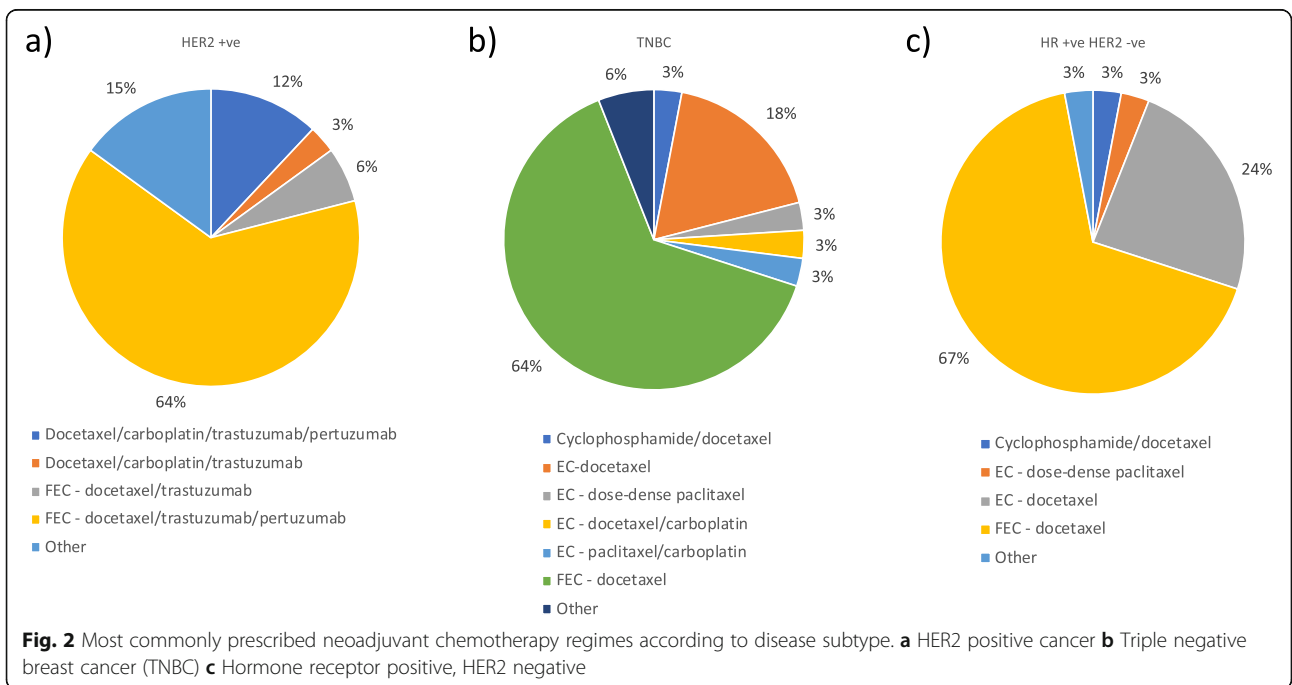 a)
HER2 +ve
15%
12%
3%
6%
64%
Docetaxel/carboplatin/trastuzumab/pertuzumab
Docetaxel/carboplatin/trastuzumab
FEC - docetaxel/trastuzumab
FEC - docetaxel/trastuzumab/pertuzumab
Other
b)
TNBC
6%
3%
18%
3%
3%
3%
64%
Cyclophosphamide/docetaxel
EC-docetaxel
EC - dose-dense paclitaxel
EC - docetaxel/carboplatin
EC - paclitaxel/carboplatin
FEC - docetaxel
Other
c)
HR +ve HER2 -ve
3%
3%
3%
24%
67%
Cyclophosphamide/docetaxel
EC - dose-dense paclitaxel
EC - docetaxel
FEC - docetaxel
Other
Fig. 2 Most commonly prescribed neoadjuvant chemotherapy regimes according to disease subtype. a HER2 positive cancer b Triple negative
breast cancer (TNBC) c Hormone receptor positive, HER2 negative